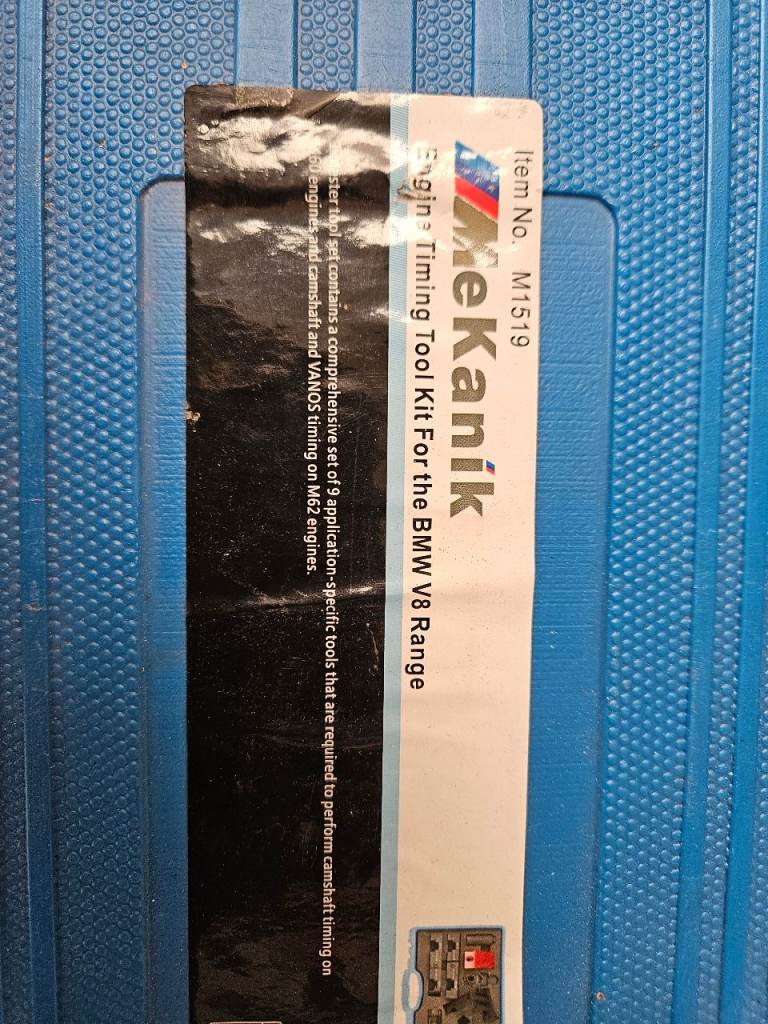 Item No. M1519
MeKanik
Engine Timing Tool Kit For the BMW V8 Range
ster tool set contains a comprehensive set of 9 application-specific tools that are required to perform camshaft timing on
60 engines and camshaft and VANOS timing on M62 engines.